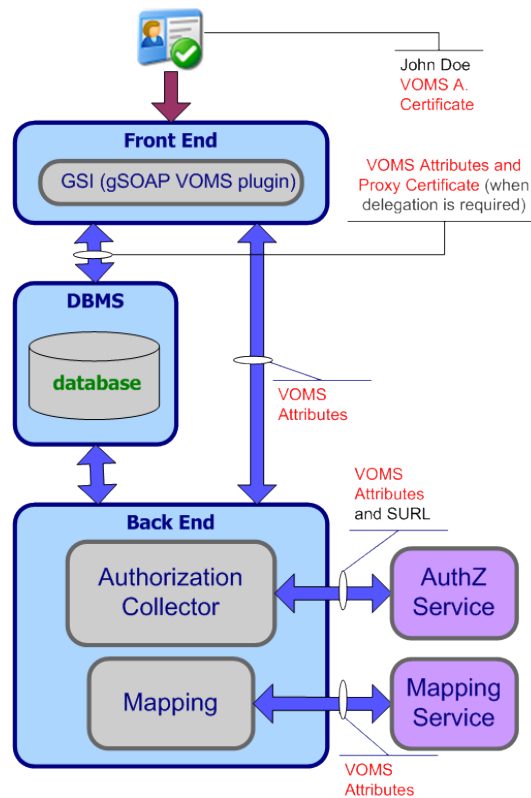 John Doe
VOMS A.
Certificate
Front End
GSI (gSOAP VOMS plugin)
VOMS Attributes and
Proxy Certificate (when
delegation is required)
DBMS
database
VOMS
Attributes
VOMS
Attributes
and SURL
Back End
Authorization
Collector
AuthZ
Service
Mapping
Mapping
Service
VOMS
Attributes